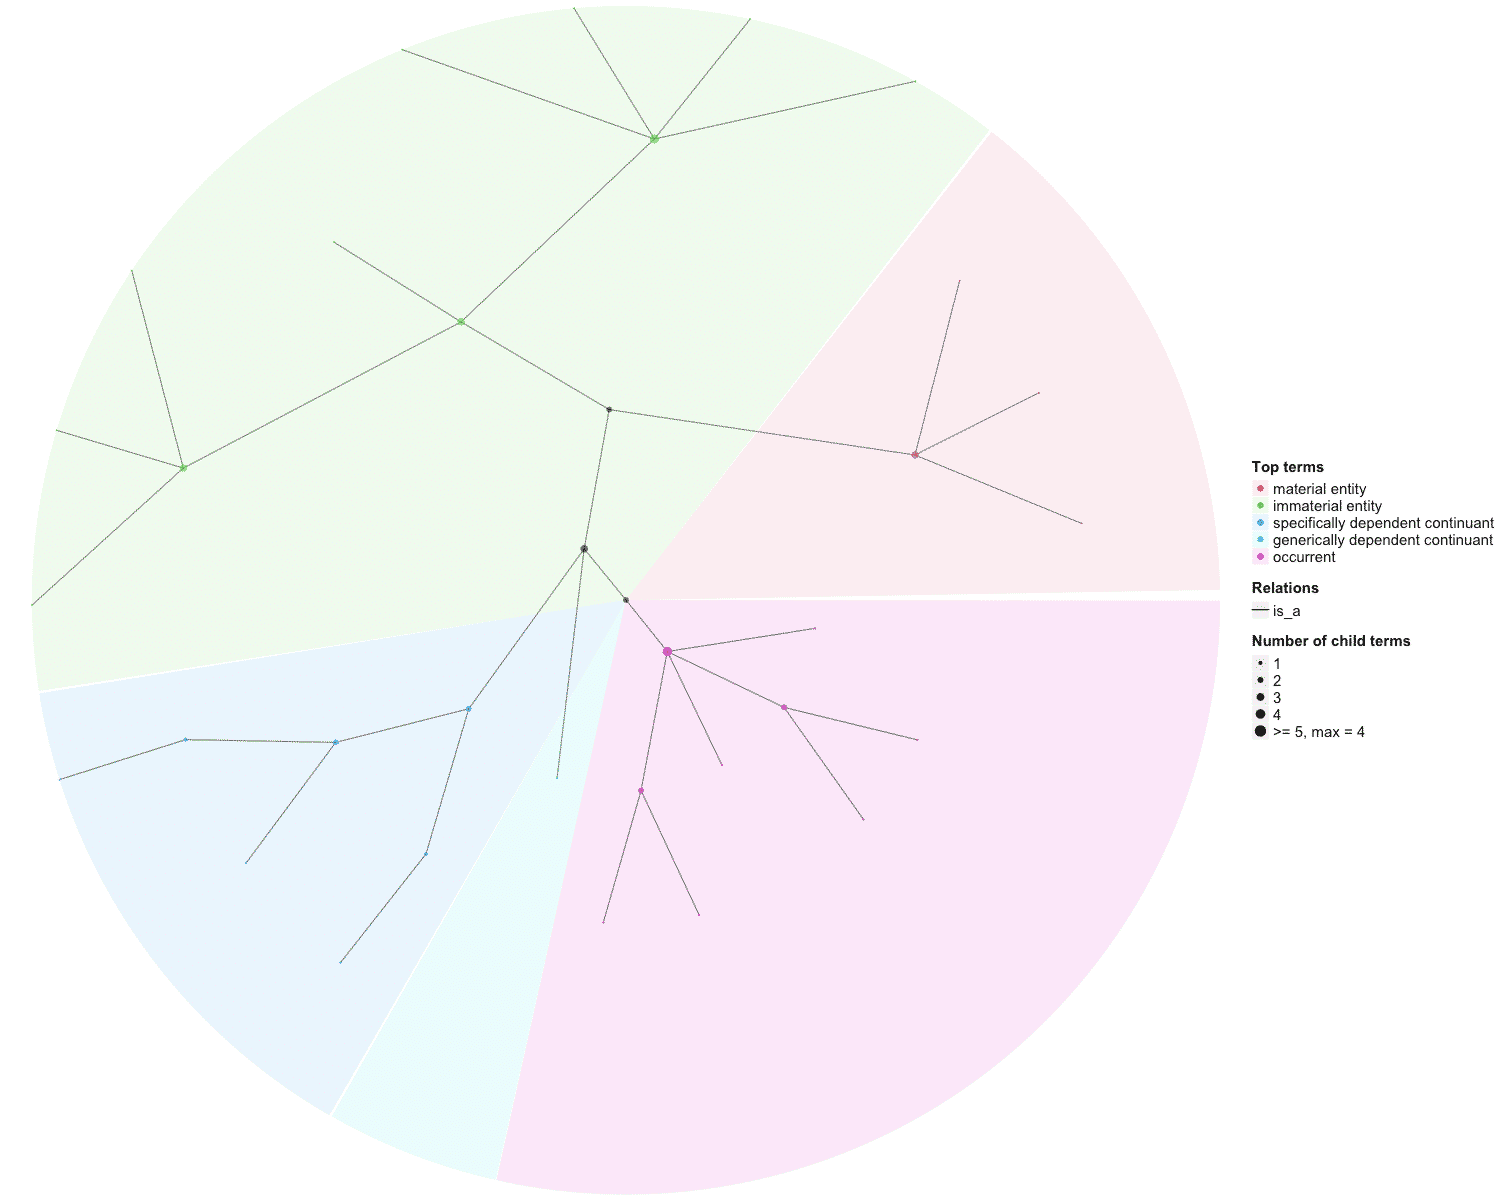 Top terms
material entity
immaterial entity
specifically dependent continuant
generically dependent continuant
occurrent
Relations
is_a
Number of child terms
1
2
3
4
>= 5, max = 4